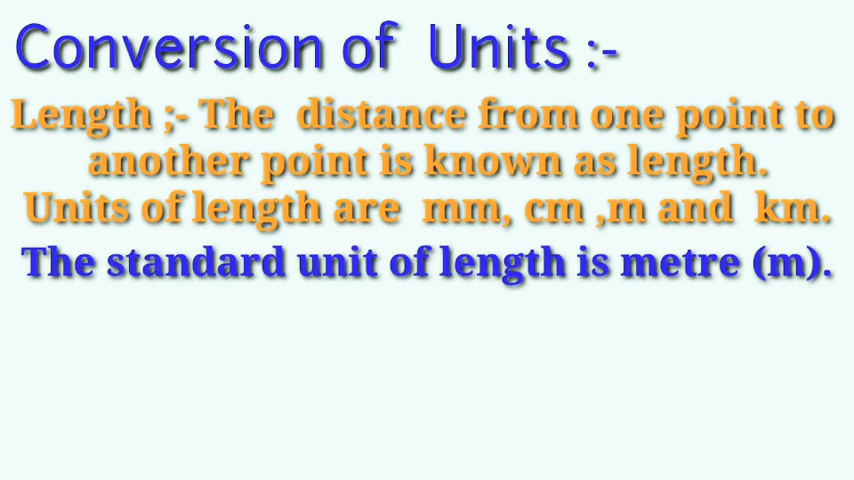 Conversion of Units :-
Length ;- The distance from one point to
another point is known as length.
Units of length are mm, cm ,m and km.
The standard unit of length is metre (m).